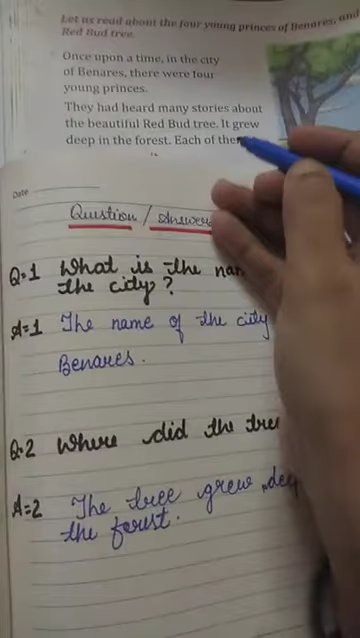 Let us read about the four young princes of Benares, and
Red Bud tree.
Once upon a time, in the city
of Benares, there were four
young princes.
They had heard many stories about
the beautiful Red Bud tree. It grew
deep in the forest. Each of the
Date
Question / Answer
Q=1 What is the
the city?
A=1 The name of the city
Benares.
Q.2 Where did the tree
A=2 The tree grew deep
the forest.